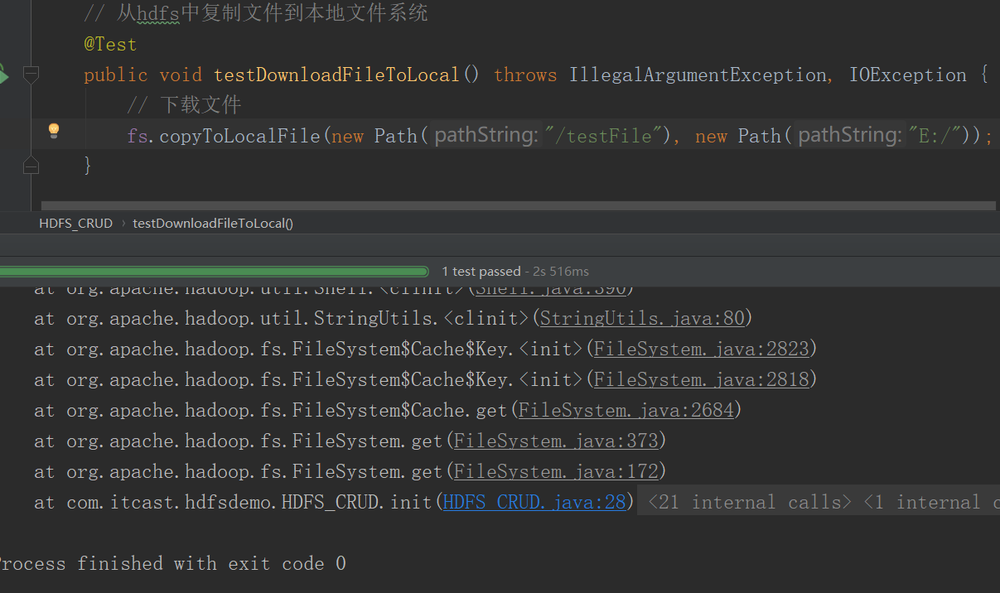 // 从hdfs中复制文件到本地文件系统
@Test
public void testDownloadFileToLocal() throws IllegalArgumentException, IOException {
// 下载文件
fs.copyToLocalFile(new Path( pathString: "/testFile"), new Path( pathString: "E:/"));
}
HDFS_CRUD › testDownloadFileToLocal()
1 test passed - 2s 516ms
at org.apache.hadoop.util.Shell.<clinit>(Shell.java:390)
at org.apache.hadoop.util.StringUtils.<clinit>(StringUtils.java:80)
at org.apache.hadoop.fs.FileSystem$Cache$Key.<init>(FileSystem.java:2823)
at org.apache.hadoop.fs.FileSystem$Cache$Key.<init>(FileSystem.java:2818)
at org.apache.hadoop.fs.FileSystem$Cache.get(FileSystem.java:2684)
at org.apache.hadoop.fs.FileSystem.get(FileSystem.java:373)
at org.apache.hadoop.fs.FileSystem.get(FileSystem.java:172)
at com.itcast.hdfsdemo.HDFS_CRUD.init(HDFS_CRUD.java:28) <21 internal calls> <1 internal c
Process finished with exit code 0